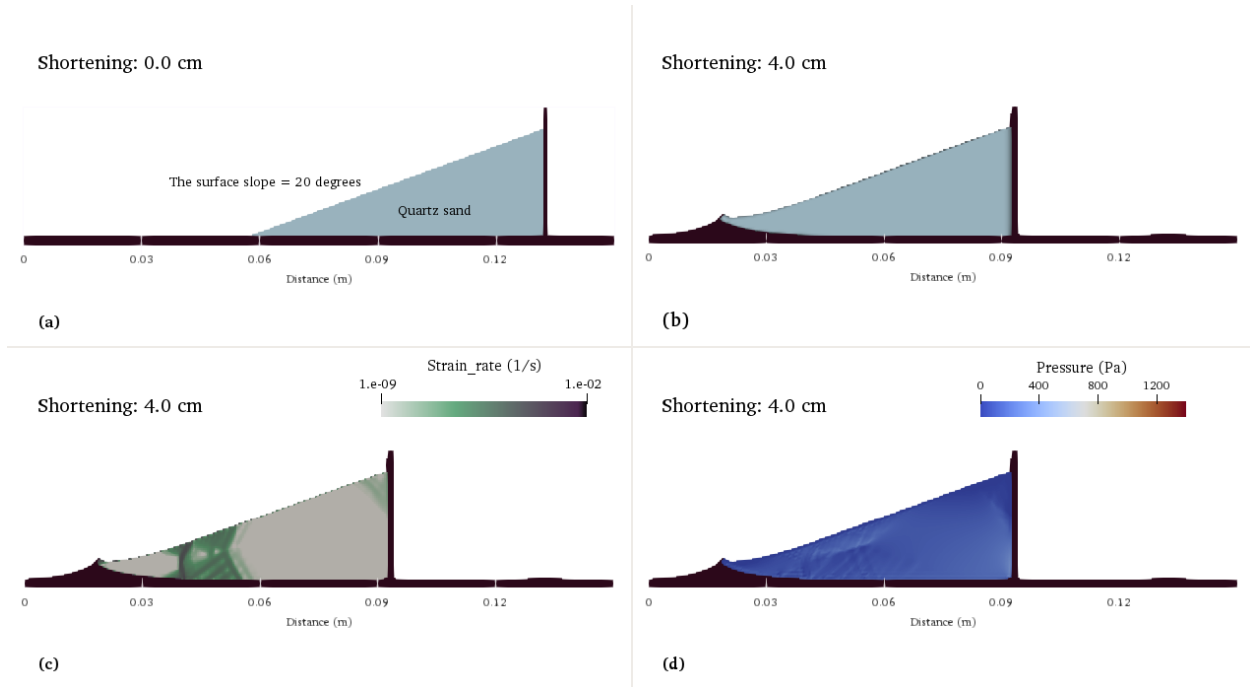 Shortening: 0.0 cm
The surface slope = 20 degrees
Quartz sand
0 0.03 0.06 0.09 0.12
Distance (m)
(a)
Shortening: 4.0 cm
0 0.03 0.06 0.09 0.12
Distance (m)
(b)
Strain_rate (1/s)
1.e-09 1.e-02
Shortening: 4.0 cm
0 0.03 0.06 0.09 0.12
Distance (m)
(c)
Pressure (Pa)
0 400 800 1200
Shortening: 4.0 cm
0 0.03 0.06 0.09 0.12
Distance (m)
(d)